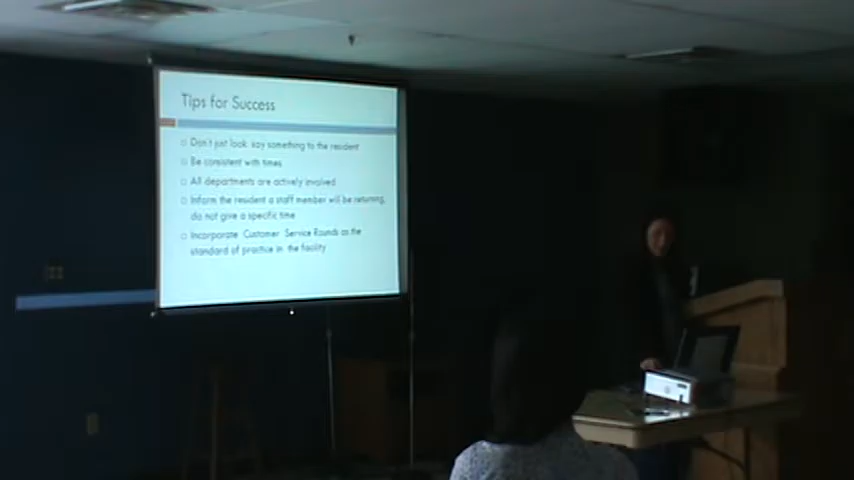 Tips for Success
Don't just look: say something to the resident
Be consistent with times
All departments are actively involved
Inform the resident a staff member will be returning,
do not give a specific time
Incorporate Customer Service Rounds as the
standard of practice in the facility